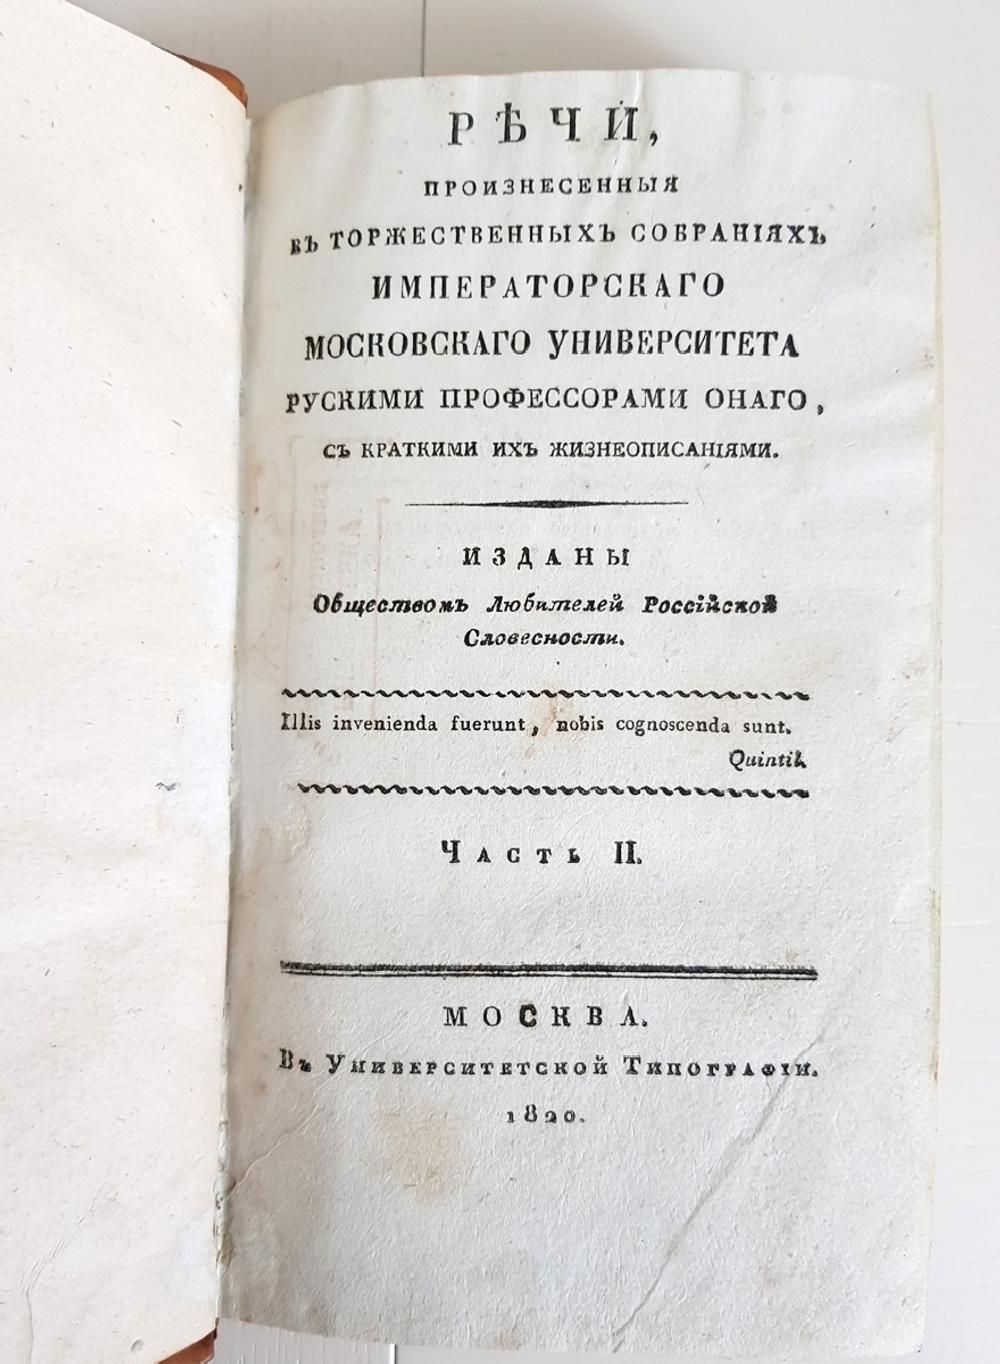 РѢЧИ,
ПРОИЗНЕСЕННЫЯ
ВЪ ТОРЖЕСТВЕННЫХЪ СОБРАНІЯХЪ
ИМПЕРАТОРСКАГО
МОСКОВСКАГО УНИВЕРСИТЕТА
РУСКИМИ ПРОФЕССОРАМИ ОНАГО,
СЪ КРАТКИМИ ИХЪ ЖИЗНЕОПИСАНІЯМИ.
ИЗДАНЫ
Обществомъ Любителей Россійской
Словесности.
Illis invenienda fuerunt, nobis cognoscenda sunt.
Quintil.
Часть II.
МОСКВА.
Въ Университетской Типографіи.
1820.